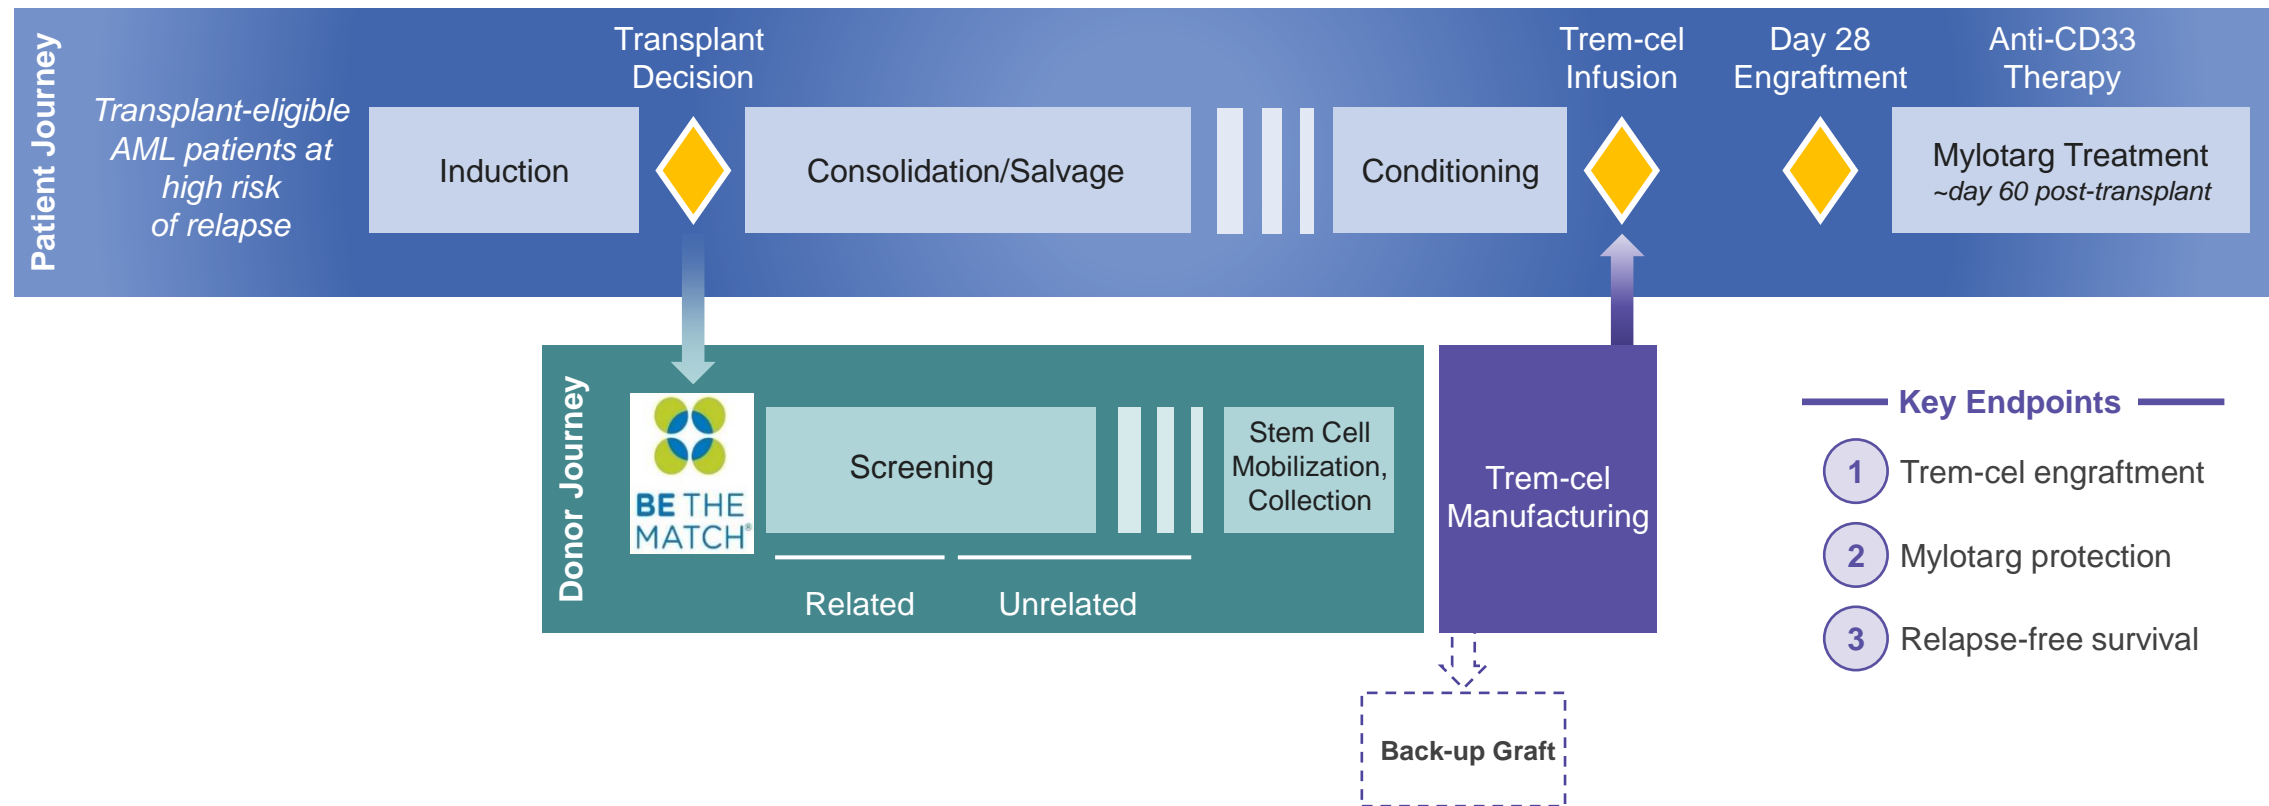 Patient Journey
Transplant-eligible
AML patients at
high risk
of relapse
Induction
Transplant
Decision
Consolidation/Salvage
Conditioning
Trem-cel
Infusion
Day 28
Engraftment
Anti-CD33
Therapy
Mylotarg Treatment
~day 60 post-transplant
Donor Journey
BE THE
MATCH®
Screening
Related
Unrelated
Stem Cell
Mobilization,
Collection
Trem-cel
Manufacturing
Back-up Graft
Key Endpoints
1 Trem-cel engraftment
2 Mylotarg protection
3 Relapse-free survival